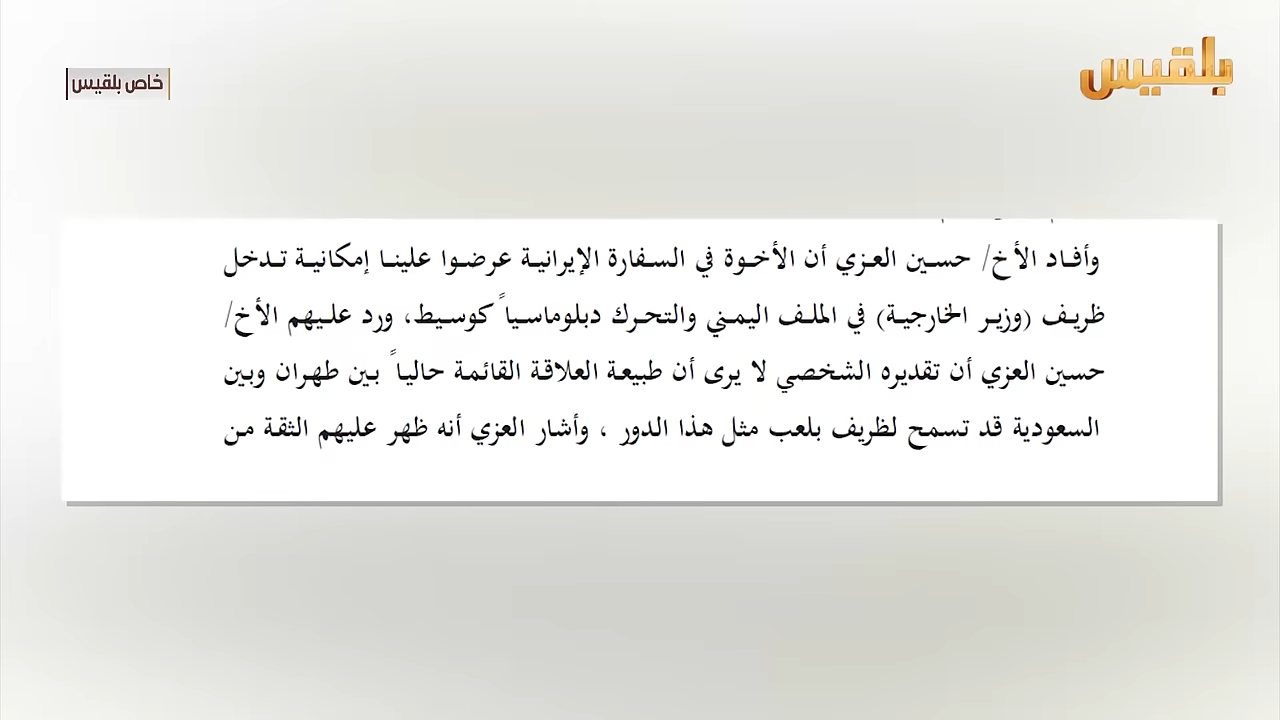 بلقيس
خاص بلقيس
وأفاد الأخ/ حسين العزي أن الأخوة في السفارة الإيرانية عرضوا علينا إمكانية تدخل
ظريف (وزير الخارجية) في الملف اليمني والتحرك دبلوماسياً كوسيط، ورد عليهم الأخ/
حسين العزي أن تقديره الشخصي لا يرى أن طبيعة العلاقة القائمة حالياً بين طهران وبين
السعودية قد تسمح لظريف بلعب مثل هذا الدور ، وأشار العزي أنه ظهر عليهم الثقة من